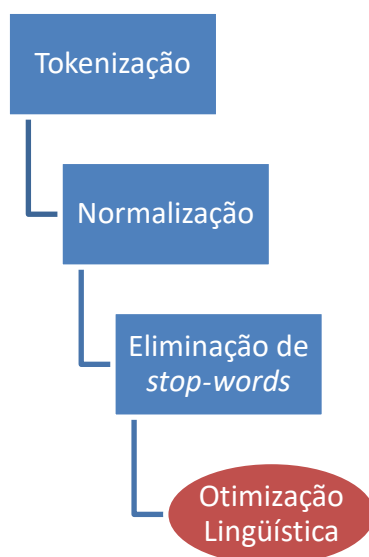 Tokenização
Normalização
Eliminação de
stop-words
Otimização
Lingüística